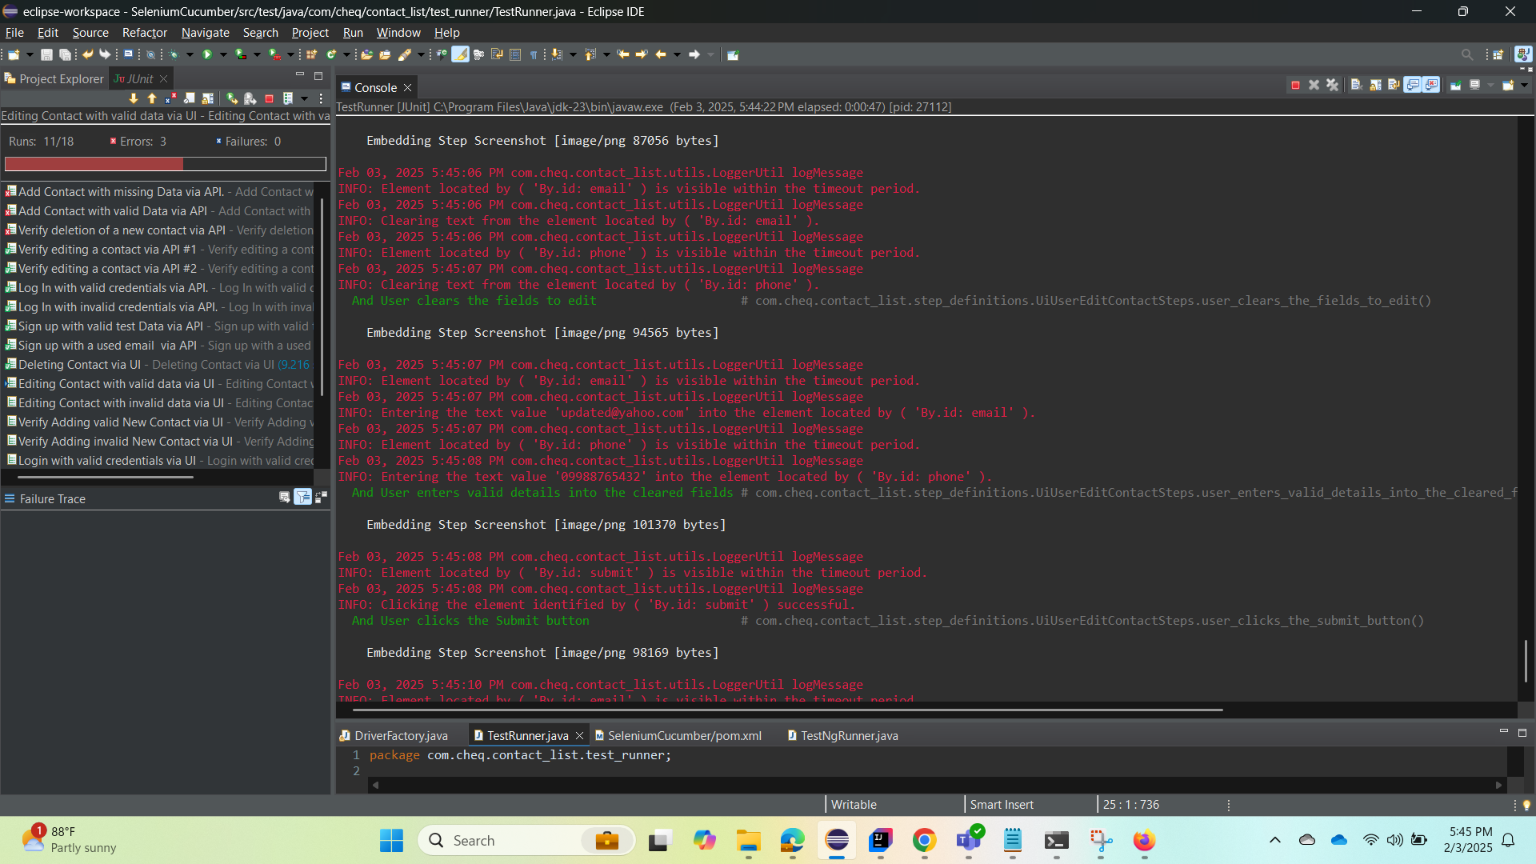 eclipse-workspace - SeleniumCucumber/src/test/java/com/cheq/contact_list/test_runner/TestRunner.java - Eclipse IDE
File Edit Source Refactor Navigate Search Project Run Window Help
Project Explorer JUnit
Editing Contact with valid data via UI - Editing Contact with va
Runs: 11/18 Errors: 3 Failures: 0
Add Contact with missing Data via API. - Add Contact w
Add Contact with valid Data via API - Add Contact with
Verify deletion of a new contact via API - Verify deletion
Verify editing a contact via API #1 - Verify editing a cont
Verify editing a contact via API #2 - Verify editing a cont
Log In with valid credentials via API. - Log In with valid c
Log In with invalid credentials via API. - Log In with inva
Sign up with valid test Data via API - Sign up with valid
Sign up with a used email  via API - Sign up with a used
Deleting Contact via UI - Deleting Contact via UI (9.216
Editing Contact with valid data via UI - Editing Contact
Editing Contact with invalid data via UI - Editing Contac
Verify Adding valid New Contact via UI - Verify Adding v
Verify Adding invalid New Contact via UI - Verify Adding
Login with valid credentials via UI - Login with valid cre
Failure Trace
Console
TestRunner [JUnit] C:\Program Files\Java\jdk-23\bin\javaw.exe (Feb 3, 2025, 5:44:22 PM elapsed: 0:00:47) [pid: 27112]
Embedding Step Screenshot [image/png 87056 bytes]
Feb 03, 2025 5:45:06 PM com.cheq.contact_list.utils.LoggerUtil logMessage
INFO: Element located by ( 'By.id: email' ) is visible within the timeout period.
Feb 03, 2025 5:45:06 PM com.cheq.contact_list.utils.LoggerUtil logMessage
INFO: Clearing text from the element located by ( 'By.id: email' ).
Feb 03, 2025 5:45:06 PM com.cheq.contact_list.utils.LoggerUtil logMessage
INFO: Element located by ( 'By.id: phone' ) is visible within the timeout period.
Feb 03, 2025 5:45:07 PM com.cheq.contact_list.utils.LoggerUtil logMessage
INFO: Clearing text from the element located by ( 'By.id: phone' ).
And User clears the fields to edit # com.cheq.contact_list.step_definitions.UiUserEditContactSteps.user_clears_the_fields_to_edit()
Embedding Step Screenshot [image/png 94565 bytes]
Feb 03, 2025 5:45:07 PM com.cheq.contact_list.utils.LoggerUtil logMessage
INFO: Element located by ( 'By.id: email' ) is visible within the timeout period.
Feb 03, 2025 5:45:07 PM com.cheq.contact_list.utils.LoggerUtil logMessage
INFO: Entering the text value 'updated@yahoo.com' into the element located by ( 'By.id: email' ).
Feb 03, 2025 5:45:07 PM com.cheq.contact_list.utils.LoggerUtil logMessage
INFO: Element located by ( 'By.id: phone' ) is visible within the timeout period.
Feb 03, 2025 5:45:08 PM com.cheq.contact_list.utils.LoggerUtil logMessage
INFO: Entering the text value '09988765432' into the element located by ( 'By.id: phone' ).
And User enters valid details into the cleared fields # com.cheq.contact_list.step_definitions.UiUserEditContactSteps.user_enters_valid_details_into_the_cleared_f
Embedding Step Screenshot [image/png 101370 bytes]
Feb 03, 2025 5:45:08 PM com.cheq.contact_list.utils.LoggerUtil logMessage
INFO: Element located by ( 'By.id: submit' ) is visible within the timeout period.
Feb 03, 2025 5:45:08 PM com.cheq.contact_list.utils.LoggerUtil logMessage
INFO: Clicking the element identified by ( 'By.id: submit' ) successful.
And User clicks the Submit button # com.cheq.contact_list.step_definitions.UiUserEditContactSteps.user_clicks_the_submit_button()
Embedding Step Screenshot [image/png 98169 bytes]
Feb 03, 2025 5:45:10 PM com.cheq.contact_list.utils.LoggerUtil logMessage
INFO: Element located by ( 'By.id: email' ) is visible within the timeout period.
DriverFactory.java TestRunner.java SeleniumCucumber/pom.xml TestNgRunner.java
1 package com.cheq.contact_list.test_runner;
2
Writable Smart Insert 25 : 1 : 736
1 88°F
Partly sunny
Search
5:45 PM
2/3/2025